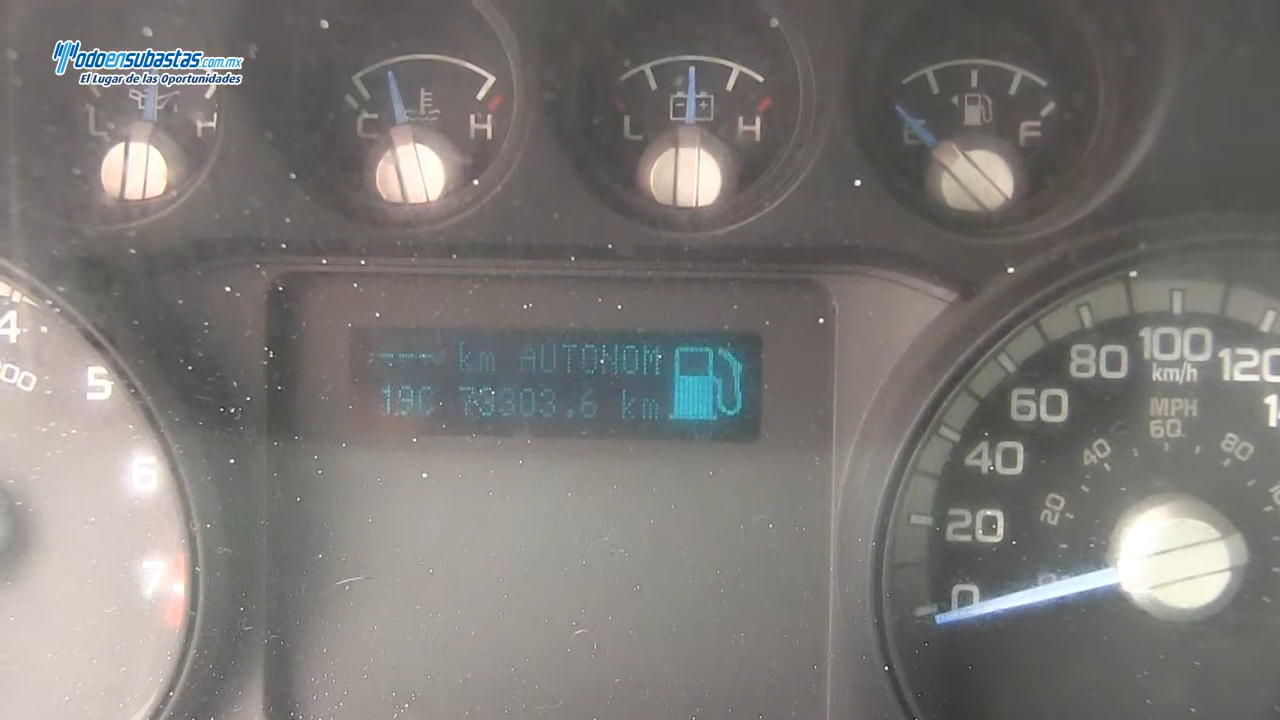 Todoensubastas.com.mx
El Lugar de las Oportunidades
L H
C H
L H
E F
4
5
6
7
---- km AUTONOM
19C 79303.6 km
0
20
40
60
80
100
120
km/h
MPH
20
40
60
80